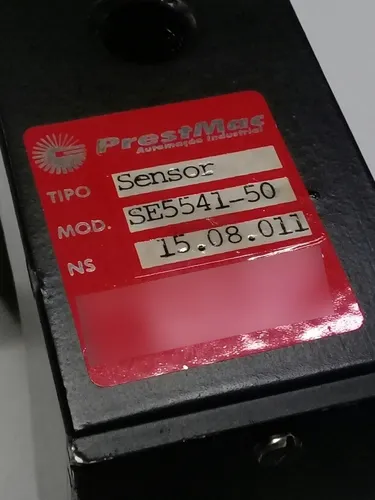 PrestMac
Automação Industrial
TIPO Sensor
MOD. SE5541-50
NS 15.08.011